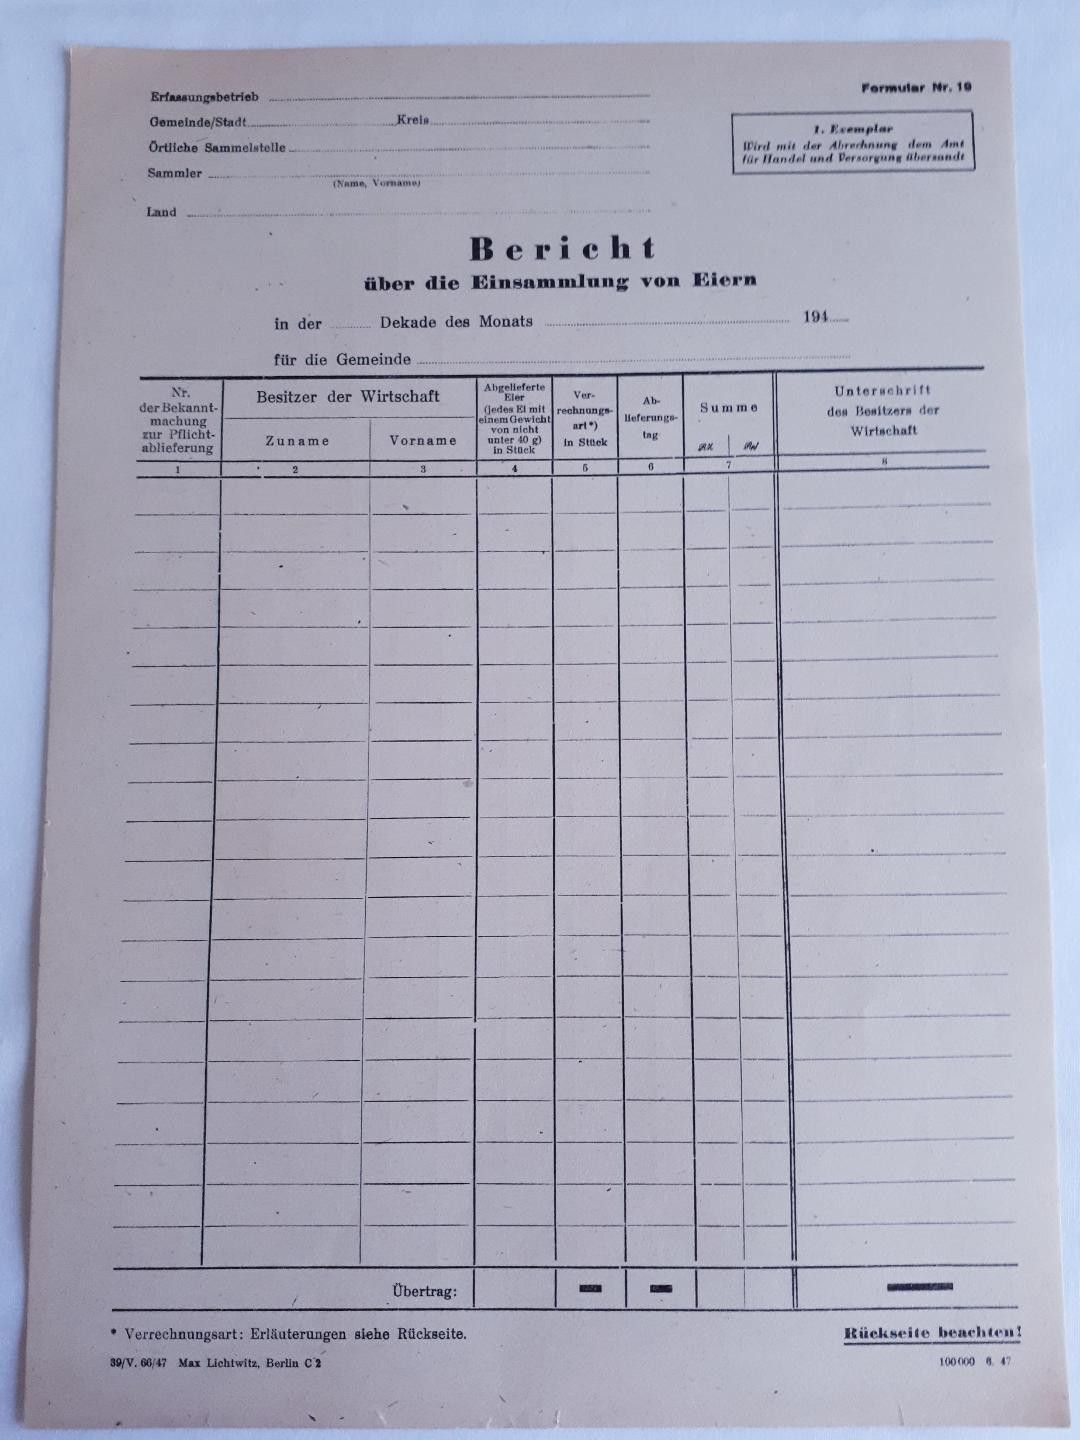 Formular Nr. 19
Erfassungsbetrieb
Gemeinde/Stadt Kreis
Örtliche Sammelstelle
Sammler
(Name, Vorname)
Land
1. Exemplar
Wird mit der Abrechnung dem Amt
für Handel und Versorgung übersandt
Bericht
über die Einsammlung von Eiern
in der Dekade des Monats 194
für die Gemeinde
Nr.
der Bekannt-
machung
zur Pflicht-
ablieferung
Besitzer der Wirtschaft
Zuname Vorname
Abgelieferte
Eier
(jedes Ei mit
einem Gewicht
von nicht
unter 40 g)
in Stück
Ver-
rechnungs-
art*)
in Stück
Ab-
lieferungs-
tag
Summe
Unterschrift
des Besitzers der
Wirtschaft
1 2 3 4 5 6 7 8
Übertrag:
* Verrechnungsart: Erläuterungen siehe Rückseite.
Rückseite beachten!
39/V. 66/47 Max Lichtwitz, Berlin C 2
100 000 6. 47